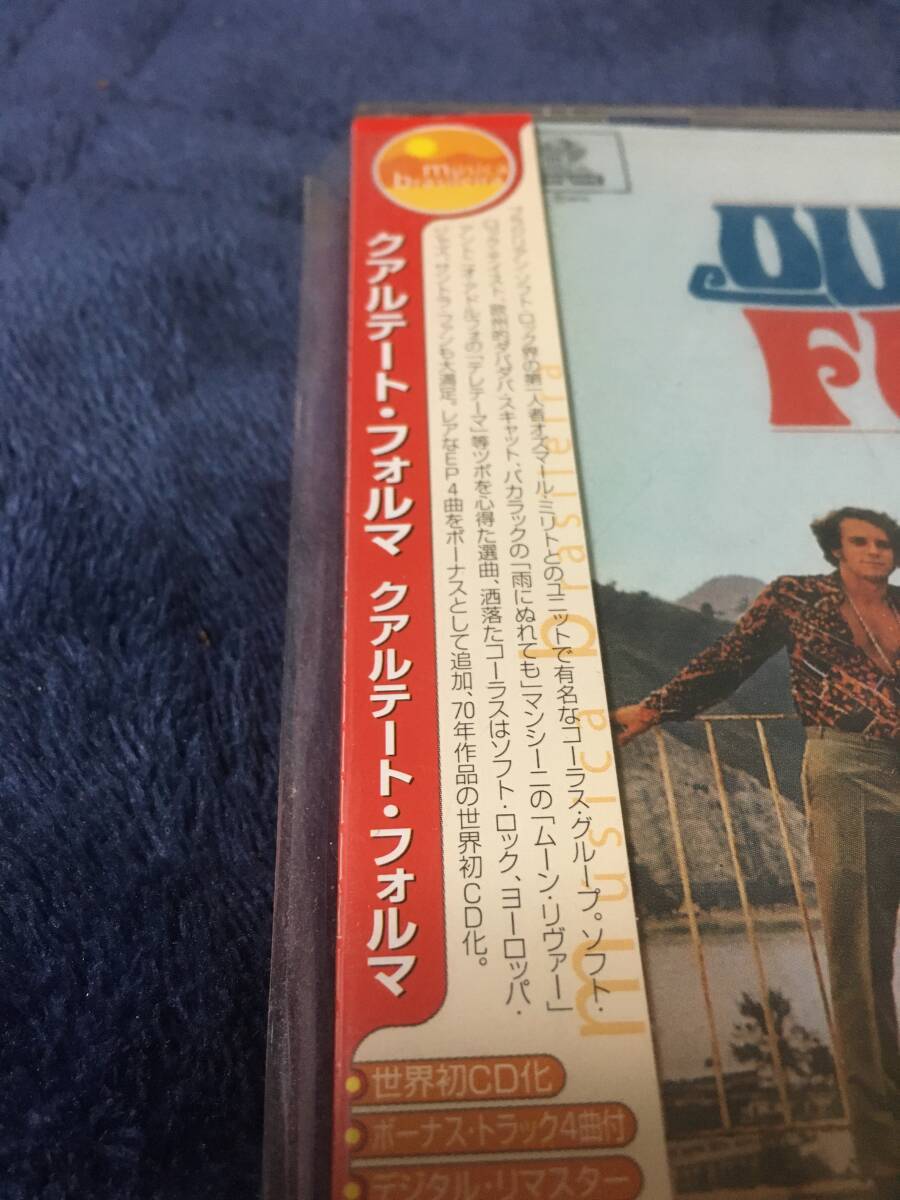 música
brasileira
クアルテート・フォルマ クアルテート・フォルマ
ブラジリアン・ソフト・ロック界の第一人者オズマール・ミリトとのユニットで有名なコーラス・グループ。ソフト・
ロック・テイスト、欧州的ダバダバ・スキャット、バカラックの「雨にぬれても」マンシーニの「ムーン・リヴァー」
アントニオ・アドルフォの「テレテーマ」等ツボを心得た選曲、洒落たコーラスはソフト・ロック、ヨーロッパ・
ジャズ、サントラ・ファンも大満足。レアなEP4曲をボーナスとして追加、70年作品の世界初CD化。
musica brasileira
世界初CD化
ボーナス・トラック4曲付
デジタル・リマスター
QU
F